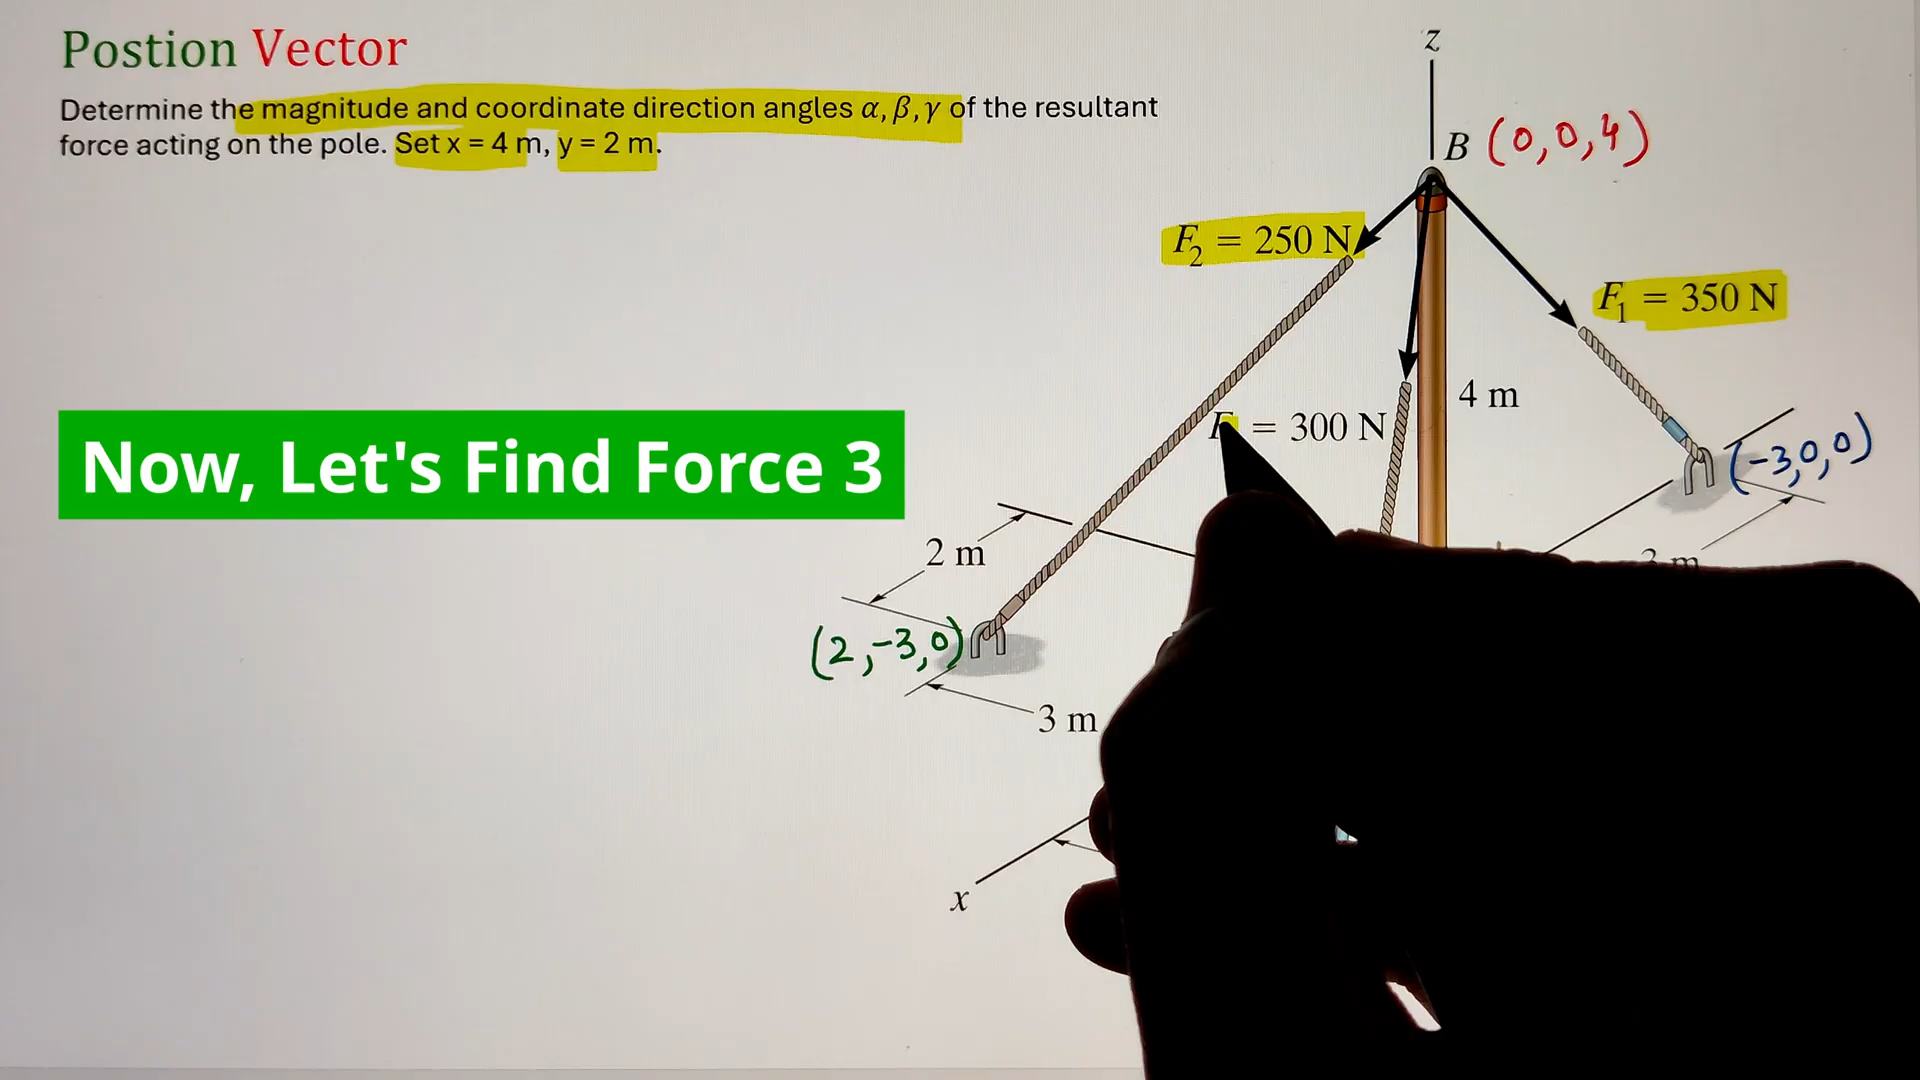 Postion Vector
Determine the magnitude and coordinate direction angles α, β, γ of the resultant
force acting on the pole. Set x = 4 m, y = 2 m.
z
B (0,0,4)
F₂ = 250 N
F₁ = 350 N
4 m
= 300 N
(-3,0,0)
Now, Let's Find Force 3
2 m
(2,-3,0)
3 m
x